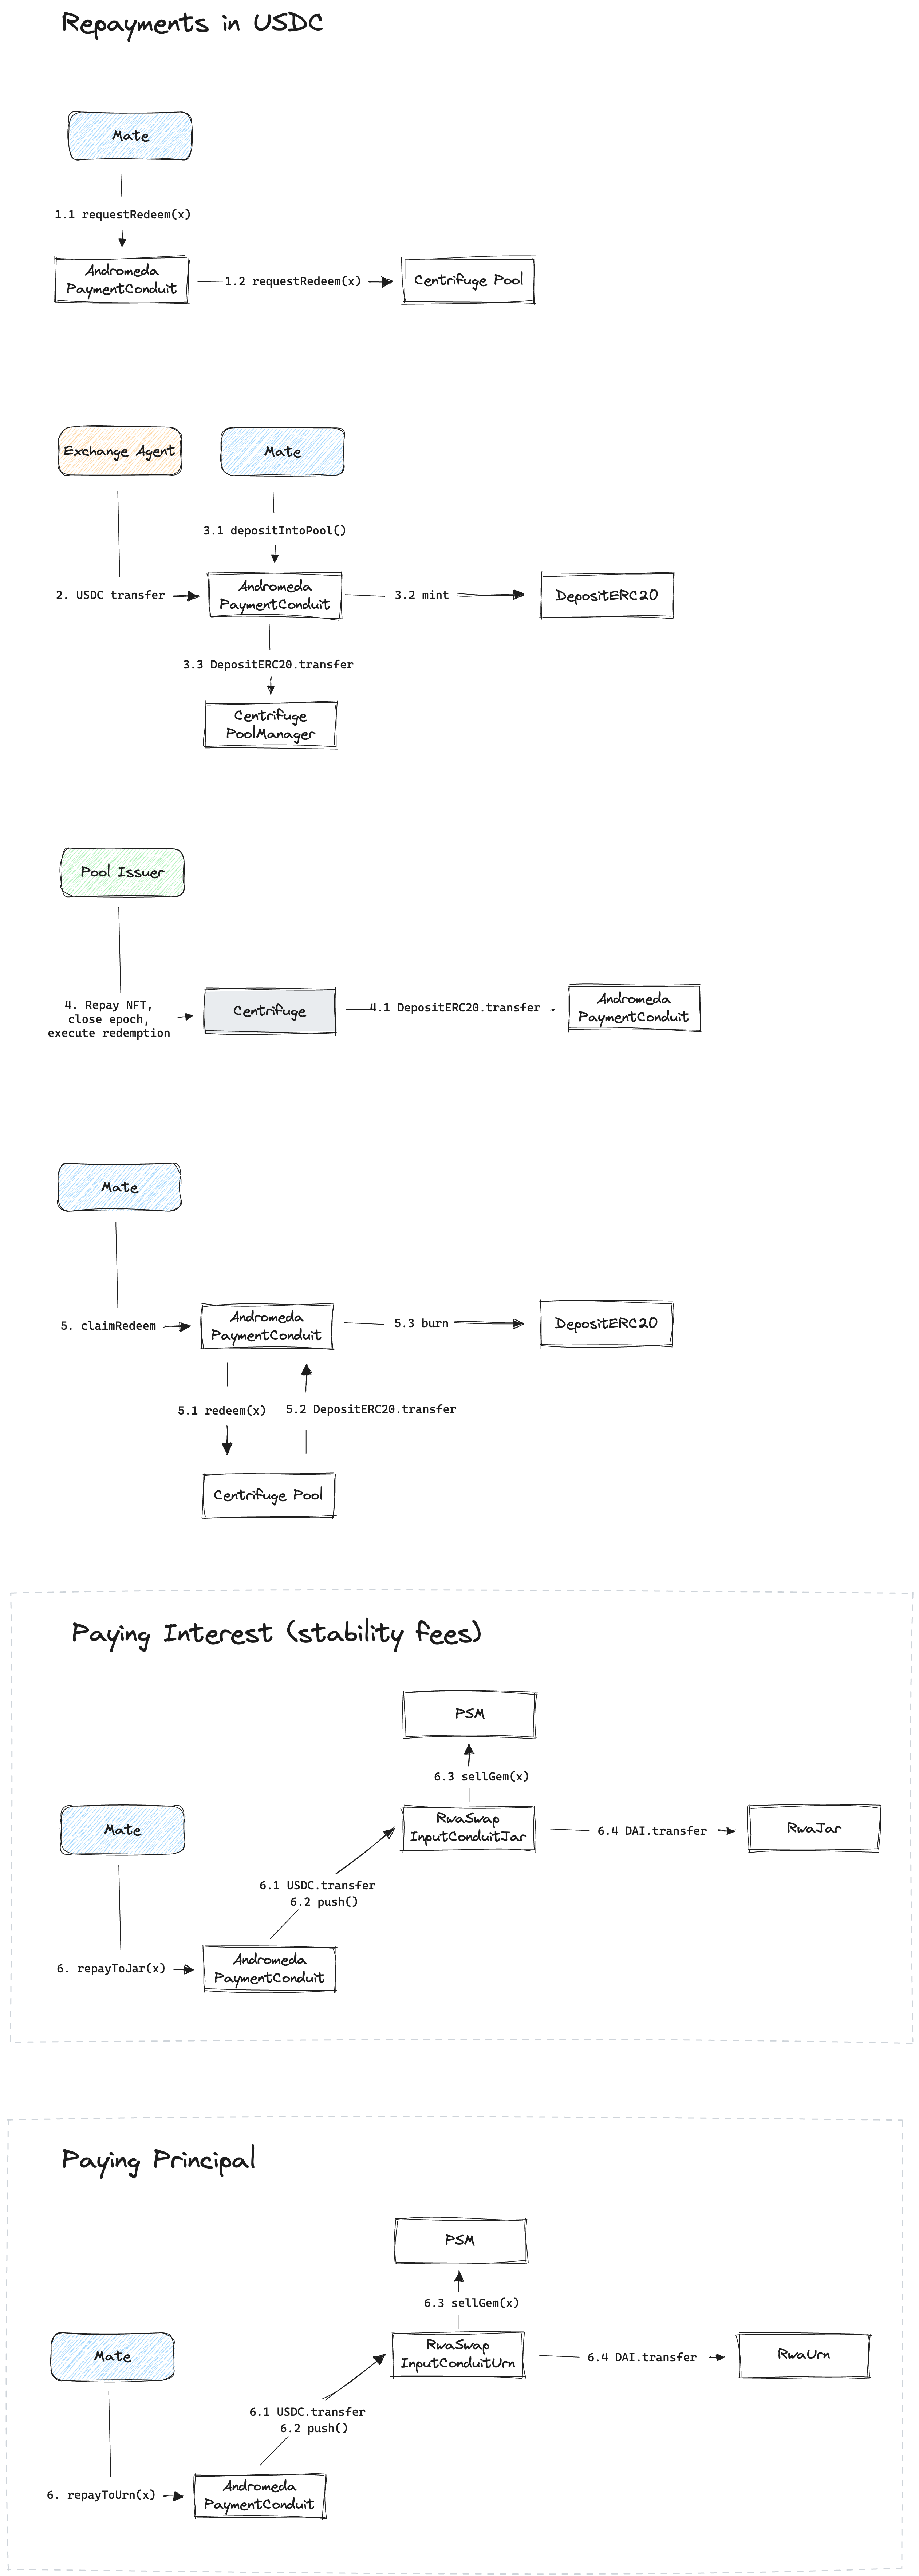 Repayments in USDC
Mate
1.1 requestRedeem(x)
Andromeda
PaymentConduit
1.2 requestRedeem(x)
Centrifuge Pool
Exchange Agent
Mate
3.1 depositIntoPool()
2. USDC transfer
Andromeda
PaymentConduit
3.2 mint
DepositERC20
3.3 DepositERC20.transfer
Centrifuge
PoolManager
Pool Issuer
4. Repay NFT,
close epoch,
execute redemption
Centrifuge
4.1 DepositERC20.transfer
Andromeda
PaymentConduit
Mate
5. claimRedeem
Andromeda
PaymentConduit
5.3 burn
DepositERC20
5.1 redeem(x)
5.2 DepositERC20.transfer
Centrifuge Pool
Paying Interest (stability fees)
PSM
6.3 sellGem(x)
Mate
RwaSwap
InputConduitJar
6.4 DAI.transfer
RwaJar
6.1 USDC.transfer
6.2 push()
6. repayToJar(x)
Andromeda
PaymentConduit
Paying Principal
PSM
6.3 sellGem(x)
Mate
RwaSwap
InputConduitUrn
6.4 DAI.transfer
RwaUrn
6.1 USDC.transfer
6.2 push()
6. repayToUrn(x)
Andromeda
PaymentConduit